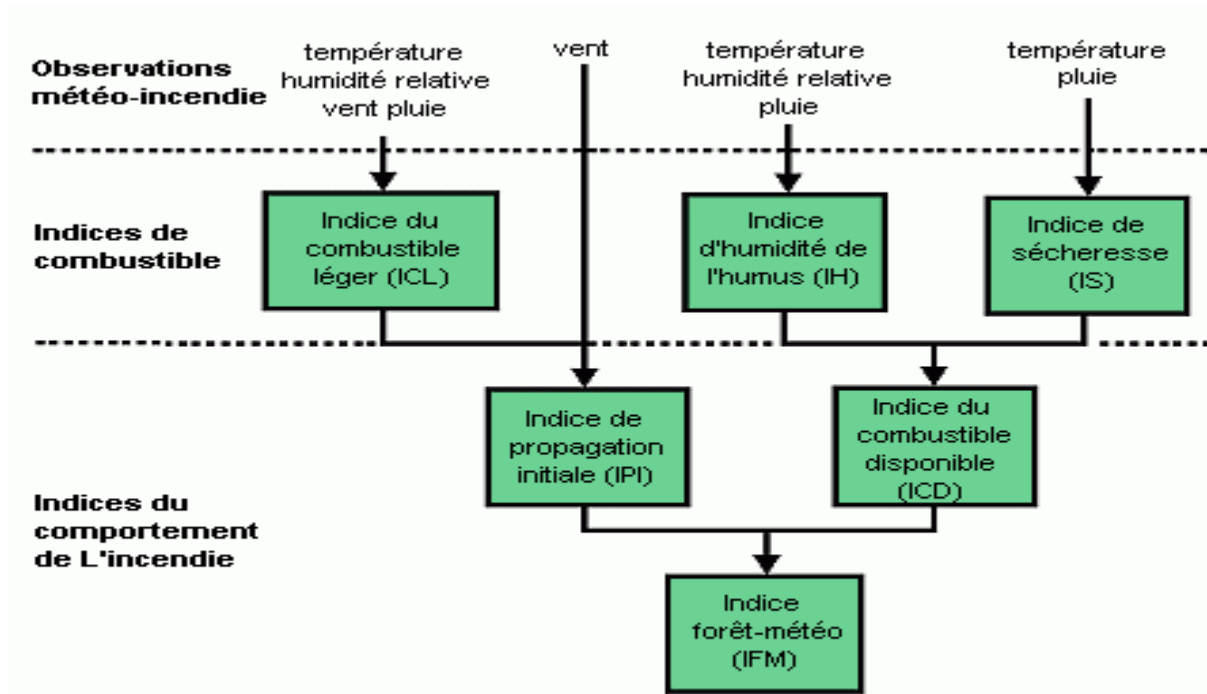 Observations
météo-incendie
température
humidité relative
vent pluie
vent
température
humidité relative
pluie
température
pluie
Indices de
combustible
Indice du
combustible
léger (ICL)
Indice
d'humidité de
l'humus (IH)
Indice de
sécheresse
(IS)
Indices du
comportement
de L'incendie
Indice de
propagation
initiale (IPI)
Indice du
combustible
disponible
(ICD)
Indice
forêt-météo
(IFM)